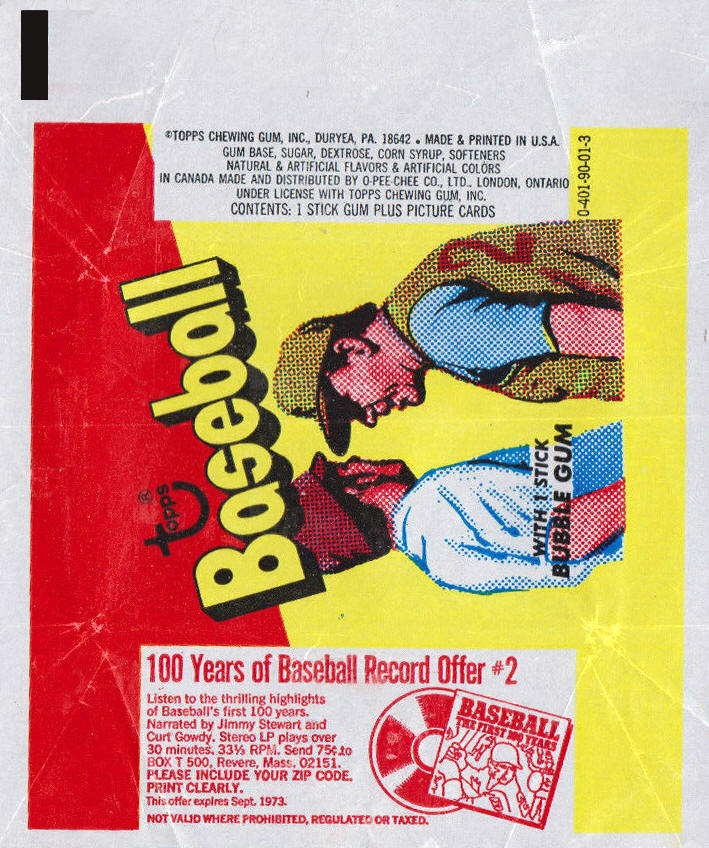 ©TOPPS CHEWING GUM, INC., DURYEA, PA. 18642 • MADE & PRINTED IN U.S.A.
GUM BASE, SUGAR, DEXTROSE, CORN SYRUP, SOFTENERS
NATURAL & ARTIFICIAL FLAVORS & ARTIFICIAL COLORS
IN CANADA MADE AND DISTRIBUTED BY O-PEE-CHEE CO., LTD., LONDON, ONTARIO
UNDER LICENSE WITH TOPPS CHEWING GUM, INC.
CONTENTS: 1 STICK GUM PLUS PICTURE CARDS
0-401-90-01-3
topps®
Baseball
WITH 1 STICK
BUBBLE GUM
100 Years of Baseball Record Offer #2
Listen to the thrilling highlights
of Baseball's first 100 years.
Narrated by Jimmy Stewart and
Curt Gowdy. Stereo LP plays over
30 minutes. 33⅓ RPM. Send 75¢ to
BOX T 500, Revere, Mass. 02151.
PLEASE INCLUDE YOUR ZIP CODE.
PRINT CLEARLY.
This offer expires Sept. 1973.
NOT VALID WHERE PROHIBITED, REGULATED OR TAXED.
BASEBALL
THE FIRST 100 YEARS